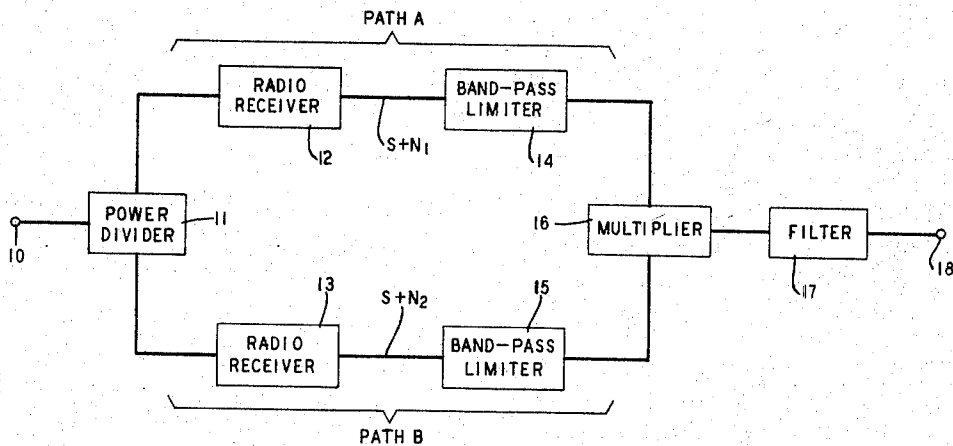 PATH A
RADIO
RECEIVER
12
S+N1
BAND-PASS
LIMITER
14
10
POWER
DIVIDER
11
16
MULTIPLIER
FILTER
17
18
13
RADIO
RECEIVER
S+N2
15
BAND-PASS
LIMITER
PATH B